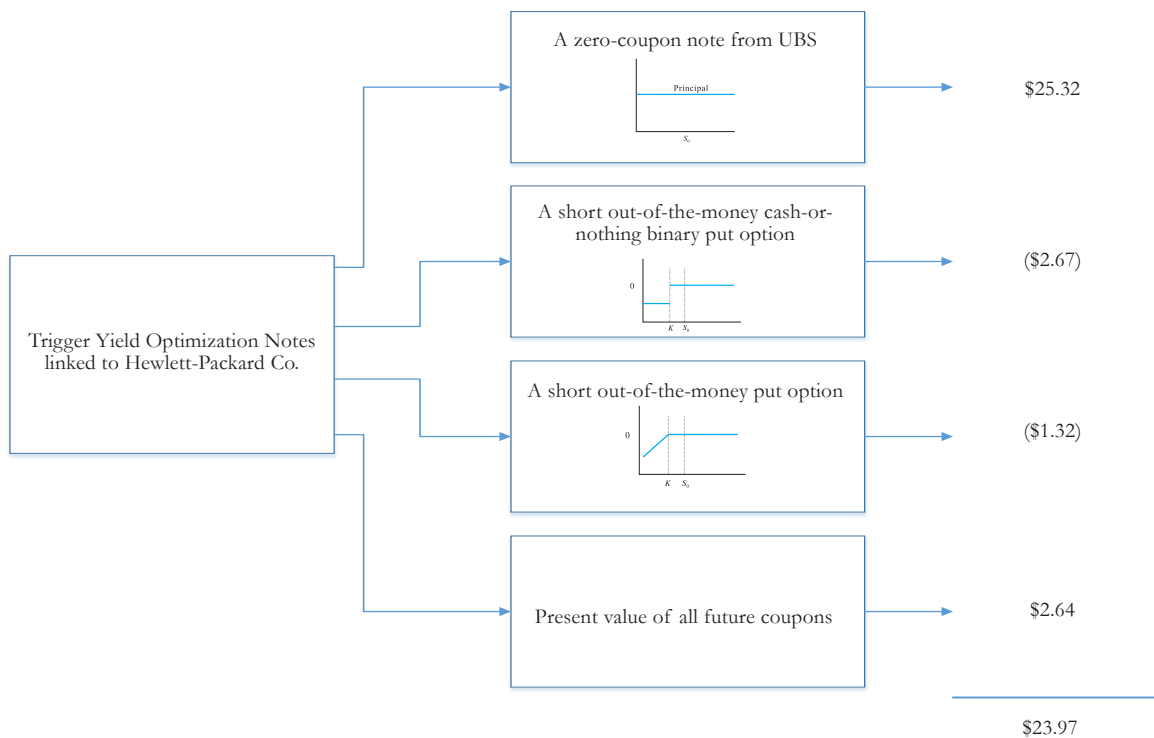 A zero-coupon note from UBS
Principal
S₀
$25.32
A short out-of-the-money cash-or-
nothing binary put option
0
K S₀
($2.67)
Trigger Yield Optimization Notes
linked to Hewlett-Packard Co.
A short out-of-the-money put option
0
K S₀
($1.32)
Present value of all future coupons
$2.64
$23.97